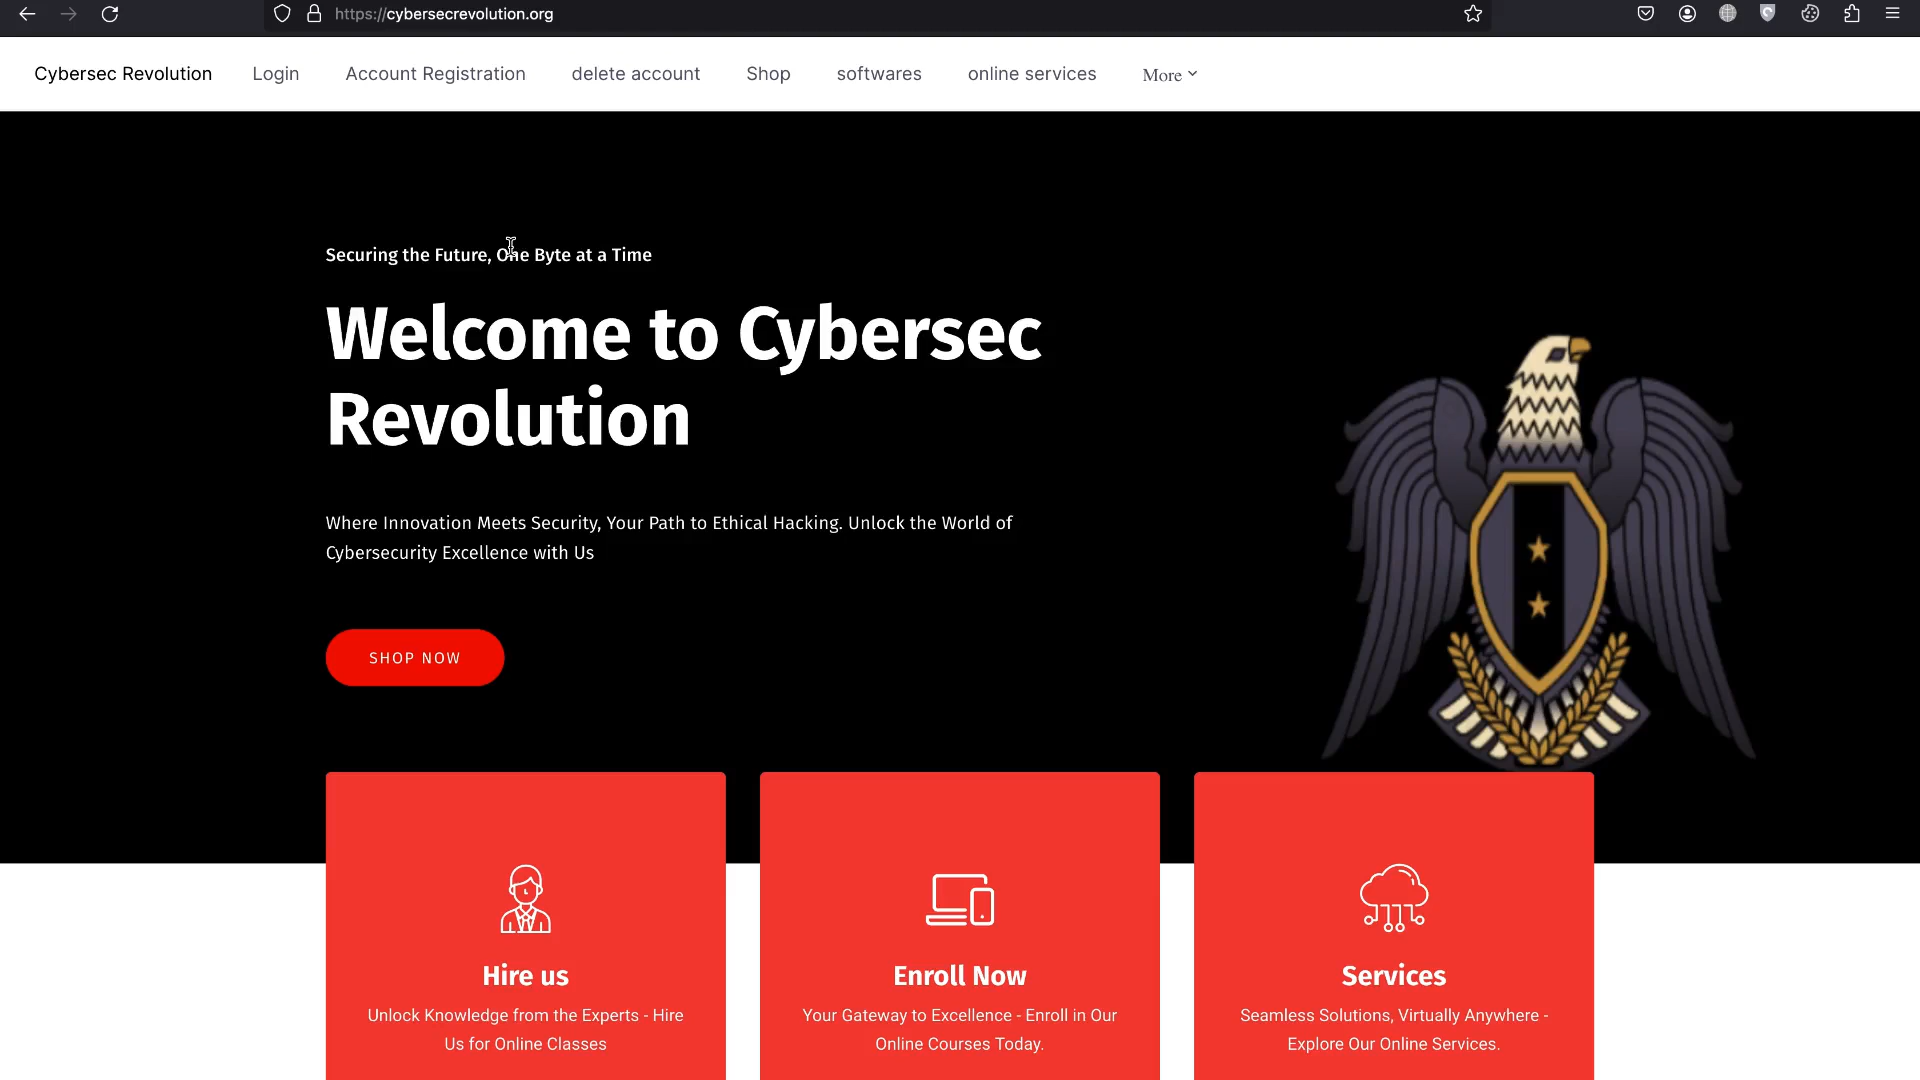 https://cybersecrevolution.org
Cybersec Revolution Login Account Registration delete account Shop softwares online services More
Securing the Future, One Byte at a Time
Welcome to Cybersec
Revolution
Where Innovation Meets Security, Your Path to Ethical Hacking. Unlock the World of
Cybersecurity Excellence with Us
SHOP NOW
Hire us
Unlock Knowledge from the Experts - Hire
Us for Online Classes
Enroll Now
Your Gateway to Excellence - Enroll in Our
Online Courses Today.
Services
Seamless Solutions, Virtually Anywhere -
Explore Our Online Services.